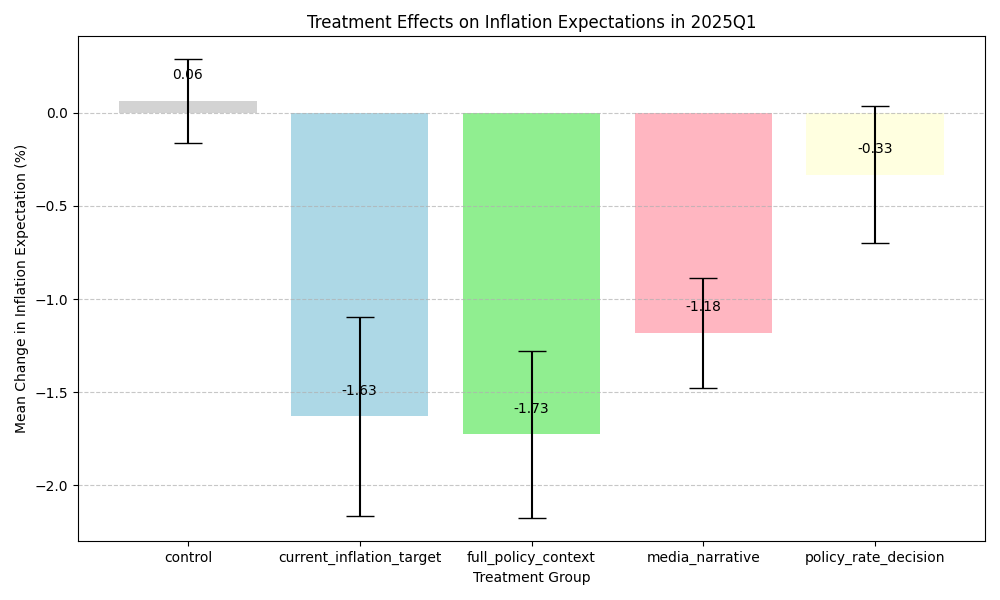 Treatment Effects on Inflation Expectations in 2025Q1
Mean Change in Inflation Expectation (%)
0.0
−0.5
−1.0
−1.5
−2.0
0.06
-1.63
-1.73
-1.18
-0.33
control
current_inflation_target
full_policy_context
media_narrative
policy_rate_decision
Treatment Group